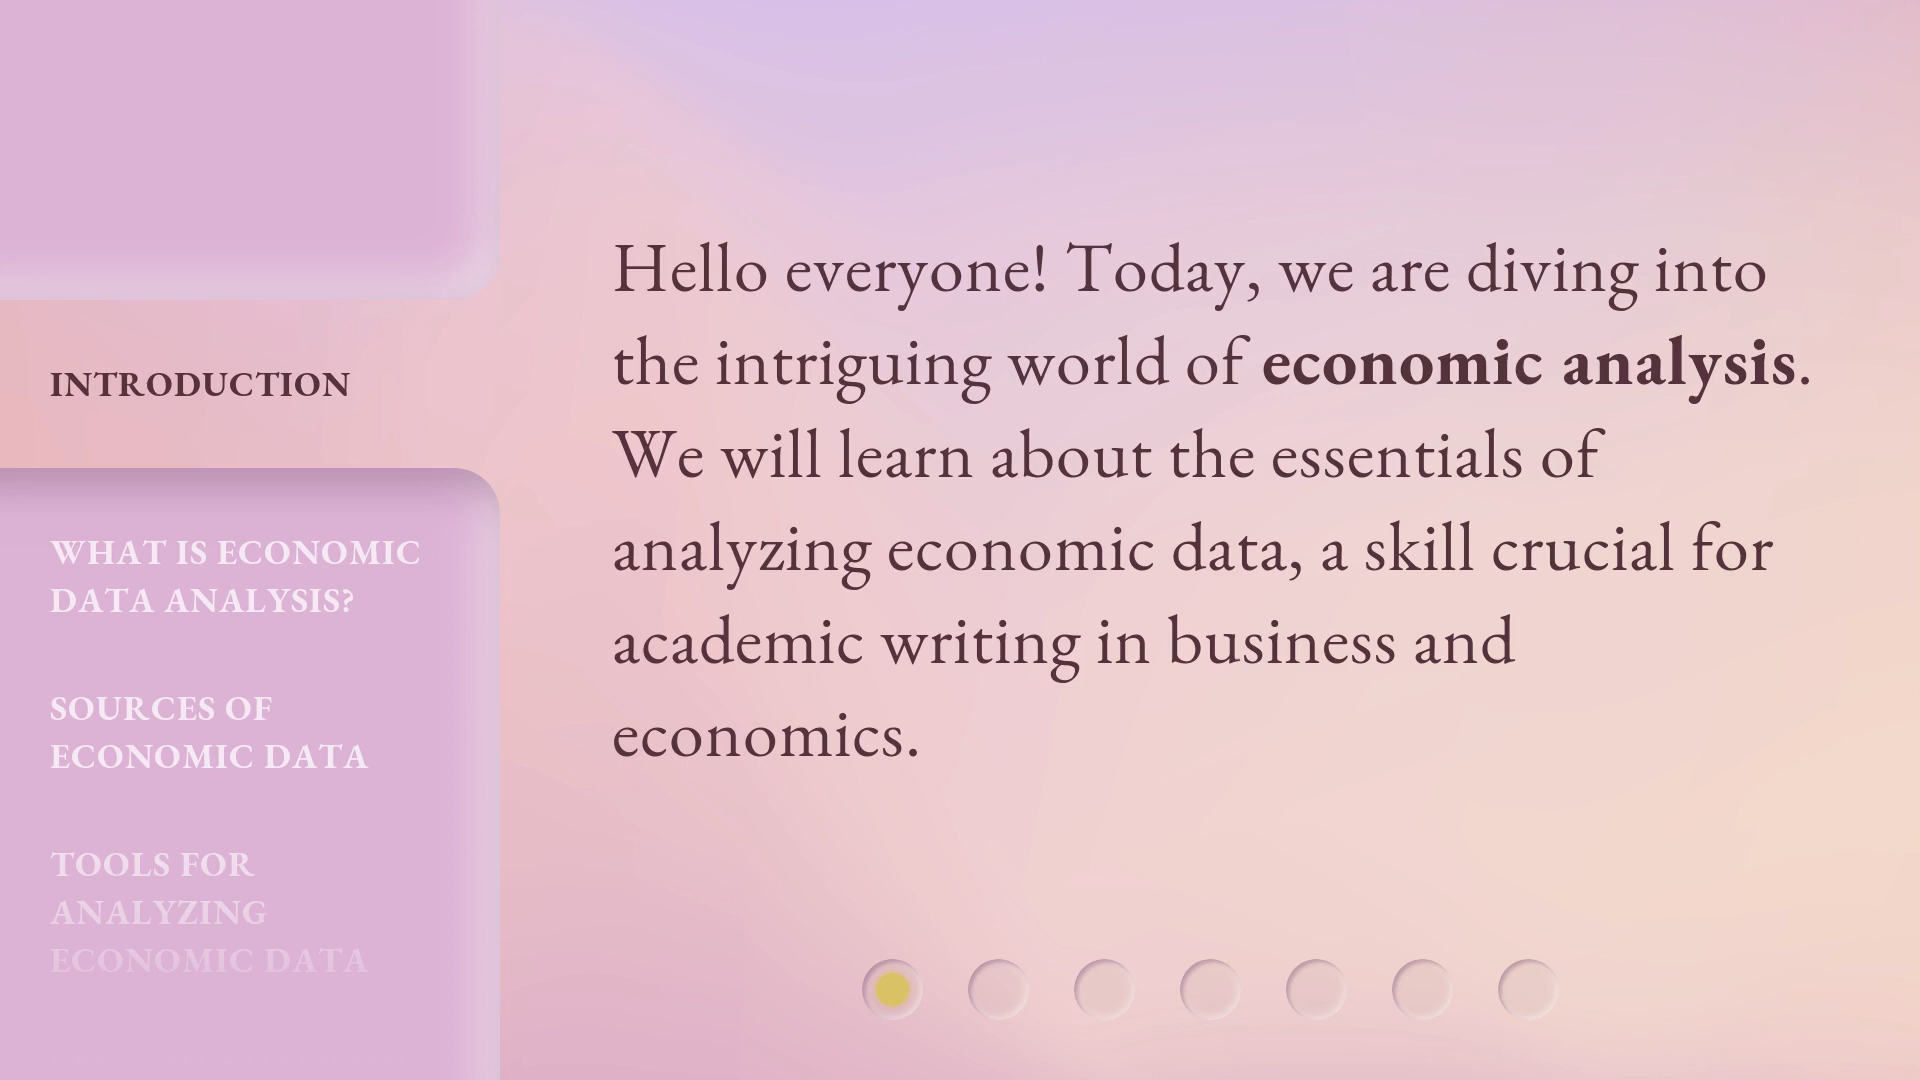 INTRODUCTION
WHAT IS ECONOMIC
DATA ANALYSIS?
SOURCES OF
ECONOMIC DATA
TOOLS FOR
ANALYZING
ECONOMIC DATA
Hello everyone! Today, we are diving into
the intriguing world of economic analysis.
We will learn about the essentials of
analyzing economic data, a skill crucial for
academic writing in business and
economics.